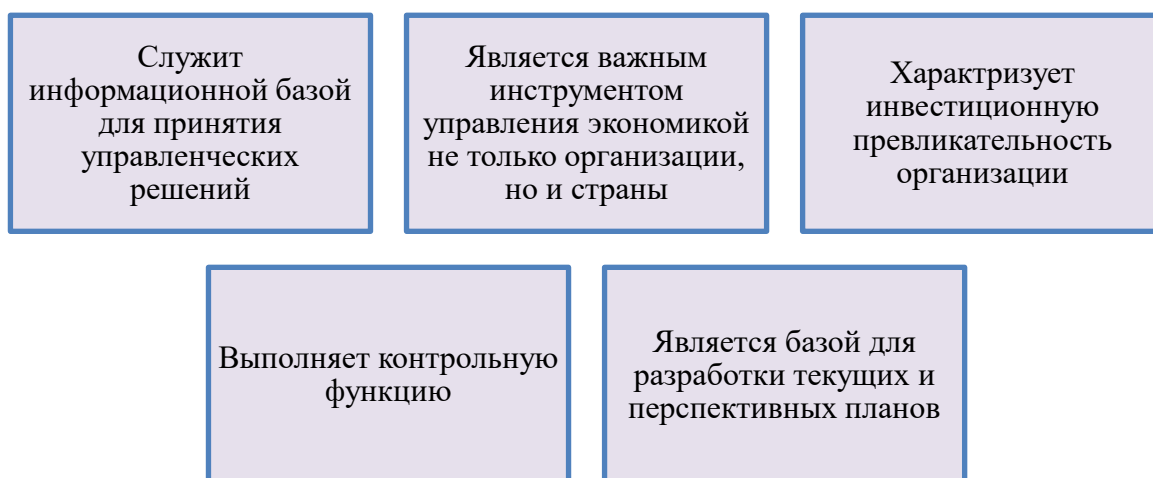 Служит
информационной базой
для принятия
управленческих
решений
Является важным
инструментом
управления экономикой
не только организации,
но и страны
Характризует
инвестиционную
превликательность
организации
Выполняет контрольную
функцию
Является базой для
разработки текущих и
перспективных планов